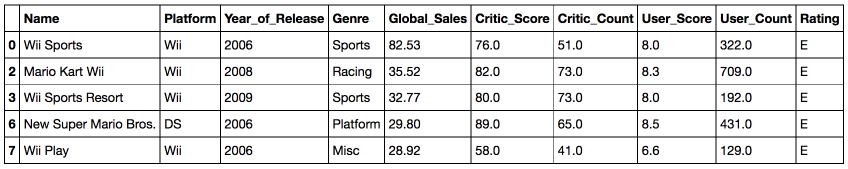 Name Platform Year_of_Release Genre Global_Sales Critic_Score Critic_Count User_Score User_Count Rating
0 Wii Sports Wii 2006 Sports 82.53 76.0 51.0 8.0 322.0 E
2 Mario Kart Wii Wii 2008 Racing 35.52 82.0 73.0 8.3 709.0 E
3 Wii Sports Resort Wii 2009 Sports 32.77 80.0 73.0 8.0 192.0 E
6 New Super Mario Bros. DS 2006 Platform 29.80 89.0 65.0 8.5 431.0 E
7 Wii Play Wii 2006 Misc 28.92 58.0 41.0 6.6 129.0 E